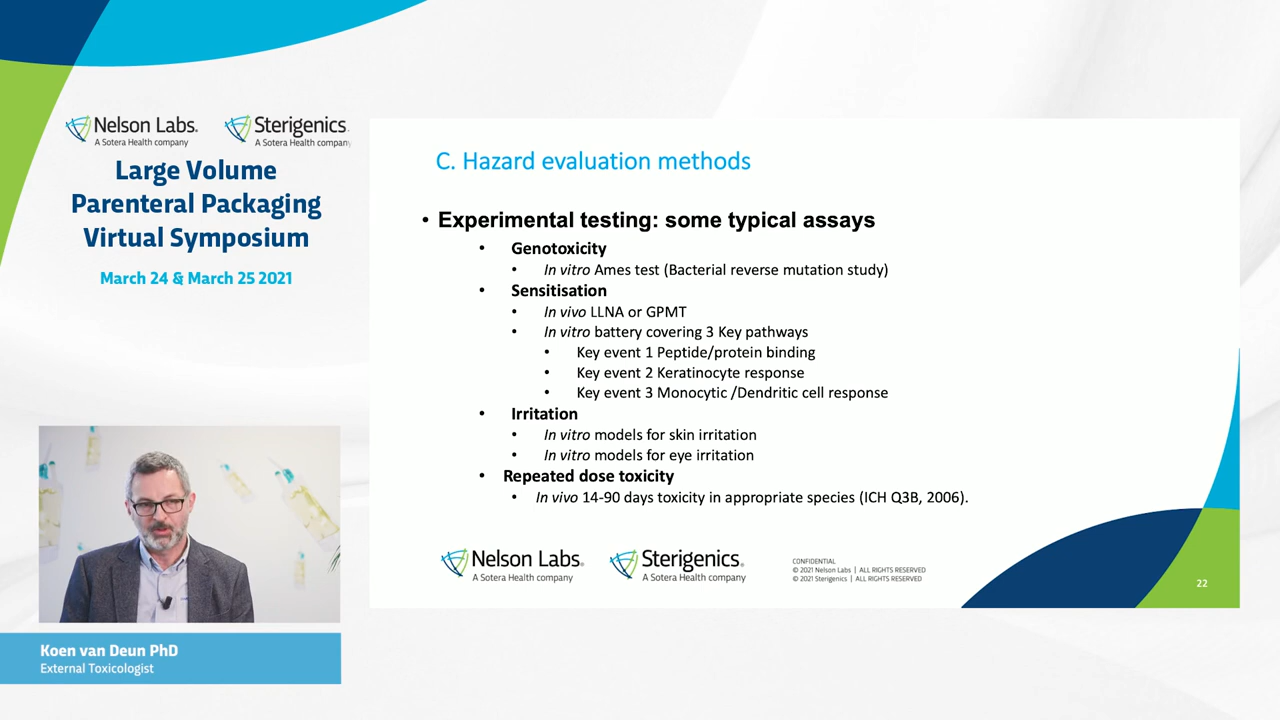 Nelson Labs.
A Sotera Health company
Sterigenics.
A Sotera Health company
Large Volume
Parenteral Packaging
Virtual Symposium
March 24 & March 25 2021
C. Hazard evaluation methods
• Experimental testing: some typical assays
• Genotoxicity
• In vitro Ames test (Bacterial reverse mutation study)
• Sensitisation
• In vivo LLNA or GPMT
• In vitro battery covering 3 Key pathways
• Key event 1 Peptide/protein binding
• Key event 2 Keratinocyte response
• Key event 3 Monocytic /Dendritic cell response
• Irritation
• In vitro models for skin irritation
• In vitro models for eye irritation
• Repeated dose toxicity
• In vivo 14-90 days toxicity in appropriate species (ICH Q3B, 2006).
Nelson Labs.
A Sotera Health company
Sterigenics.
A Sotera Health company
CONFIDENTIAL
© 2021 Nelson Labs | ALL RIGHTS RESERVED
© 2021 Sterigenics | ALL RIGHTS RESERVED
22
Koen van Deun PhD
External Toxicologist